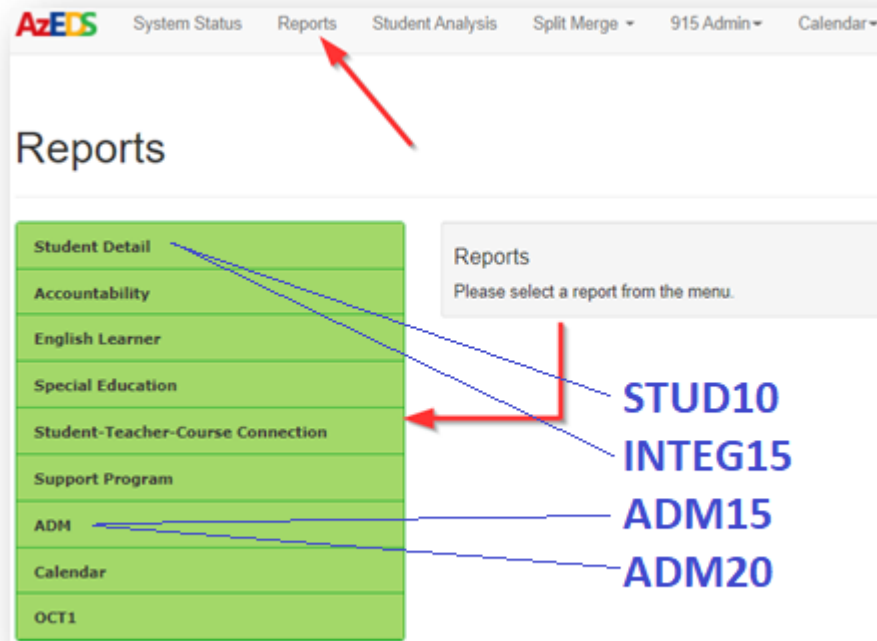 AzEDS System Status Reports Student Analysis Split Merge 915 Admin Calendar
Reports
Student Detail
Accountability
English Learner
Special Education
Student-Teacher-Course Connection
Support Program
ADM
Calendar
OCT1
Reports
Please select a report from the menu.
STUD10
INTEG15
ADM15
ADM20